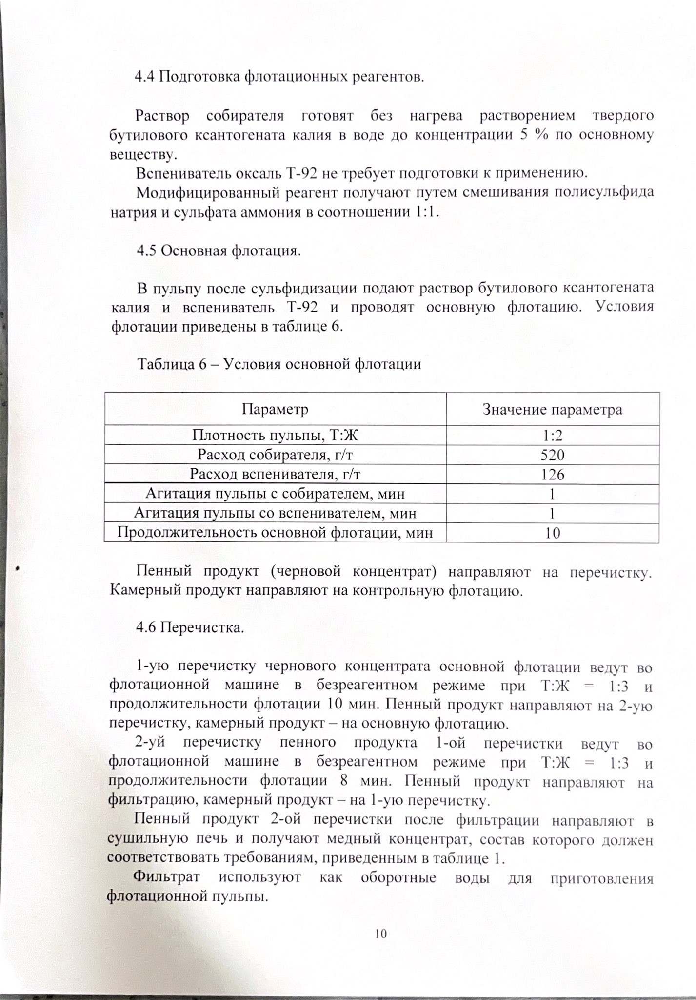 4.4 Подготовка флотационных реагентов.
Раствор собирателя готовят без нагрева растворением твердого
бутилового ксантогената калия в воде до концентрации 5 % по основному
веществу.
Вспениватель оксаль Т-92 не требует подготовки к применению.
Модифицированный реагент получают путем смешивания полисульфида
натрия и сульфата аммония в соотношении 1:1.
4.5 Основная флотация.
В пульпу после сульфидизации подают раствор бутилового ксантогената
калия и вспениватель Т-92 и проводят основную флотацию. Условия
флотации приведены в таблице 6.
Таблица 6 – Условия основной флотации
Параметр Значение параметра
Плотность пульпы, Т:Ж 1:2
Расход собирателя, г/т 520
Расход вспенивателя, г/т 126
Агитация пульпы с собирателем, мин 1
Агитация пульпы со вспенивателем, мин 1
Продолжительность основной флотации, мин 10
Пенный продукт (черновой концентрат) направляют на перечистку.
Камерный продукт направляют на контрольную флотацию.
4.6 Перечистка.
1-ую перечистку чернового концентрата основной флотации ведут во
флотационной машине в безреагентном режиме при Т:Ж = 1:3 и
продолжительности флотации 10 мин. Пенный продукт направляют на 2-ую
перечистку, камерный продукт – на основную флотацию.
2-уй перечистку пенного продукта 1-ой перечистки ведут во
флотационной машине в безреагентном режиме при Т:Ж = 1:3 и
продолжительности флотации 8 мин. Пенный продукт направляют на
фильтрацию, камерный продукт – на 1-ую перечистку.
Пенный продукт 2-ой перечистки после фильтрации направляют в
сушильную печь и получают медный концентрат, состав которого должен
соответствовать требованиям, приведенным в таблице 1.
Фильтрат используют как оборотные воды для приготовления
флотационной пульпы.
10